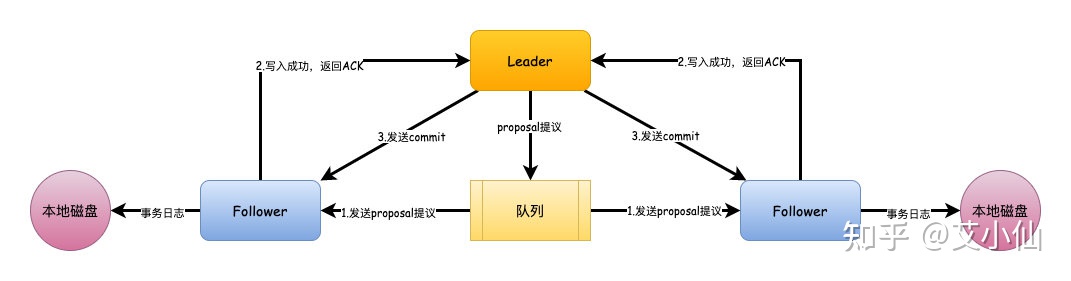 Leader
2.写入成功，返回ACK
2.写入成功，返回ACK
3.发送commit
proposal提议
3.发送commit
本地磁盘
事务日志
Follower
1.发送proposal提议
队列
1.发送proposal提议
Follower
事务日志
本地磁盘
知乎 @艾小仙